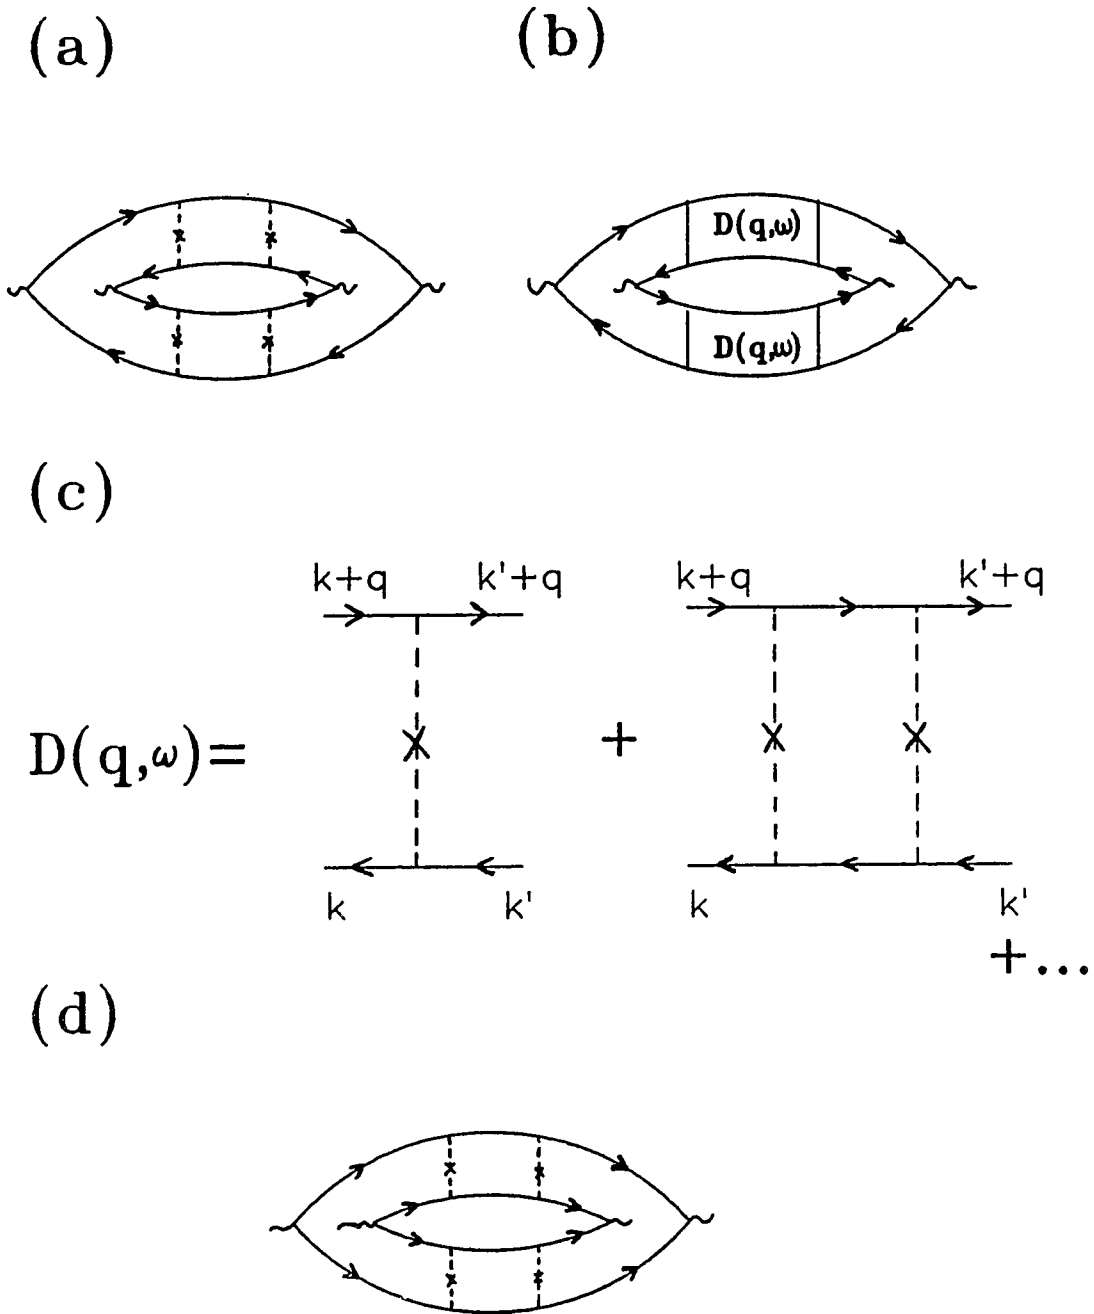 (a)
(b)
D(q,ω)
D(q,ω)
(c)
k+q
k'+q
k+q
k'+q
D(q,ω)=
+
k
k'
k
k'
+...
(d)